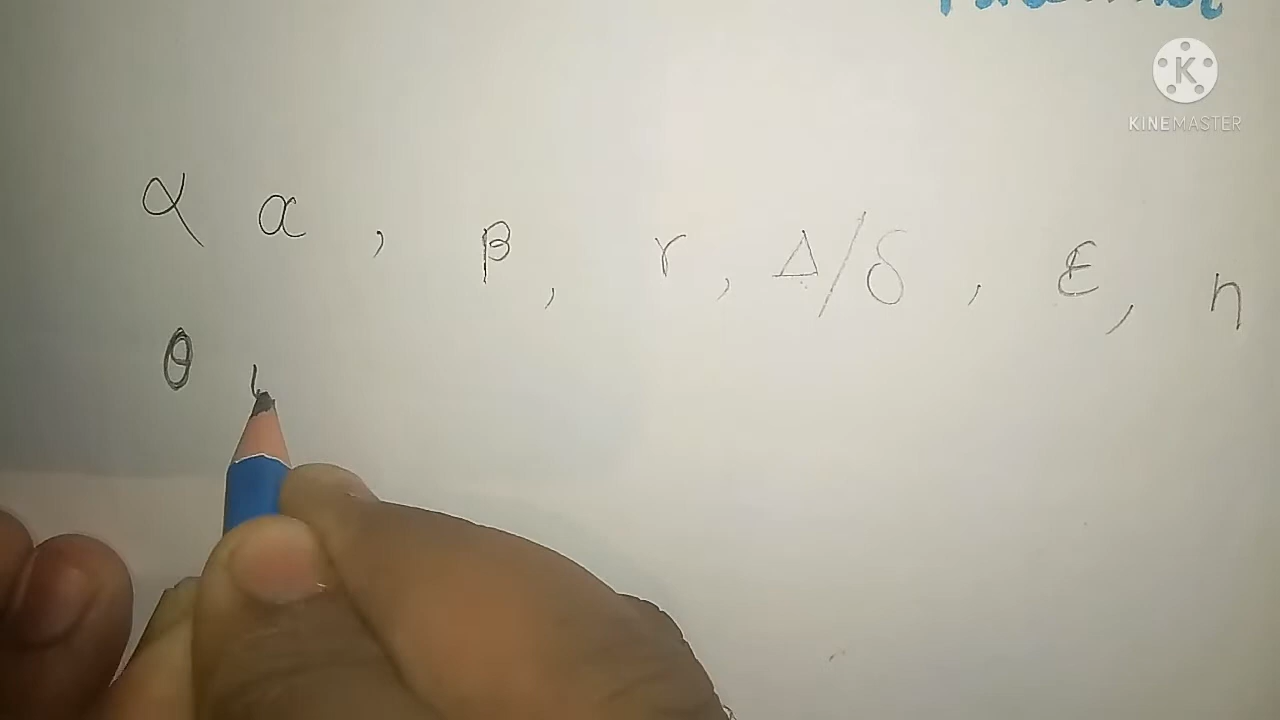 KINEMASTER
α α , β , γ , Δ/δ , ε , η
θ ι